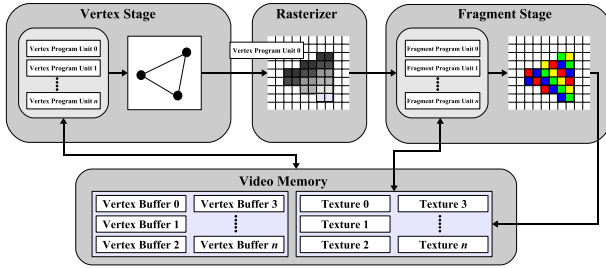 Vertex Stage
Rasterizer
Fragment Stage
Vertex Program Unit 0
Vertex Program Unit 1
Vertex Program Unit n
Vertex Program Unit 0
Fragment Program Unit 0
Fragment Program Unit 1
Fragment Program Unit n
Video Memory
Vertex Buffer 0
Vertex Buffer 3
Texture 0
Texture 3
Vertex Buffer 1
Texture 1
Vertex Buffer 2
Vertex Buffer n
Texture 2
Texture n